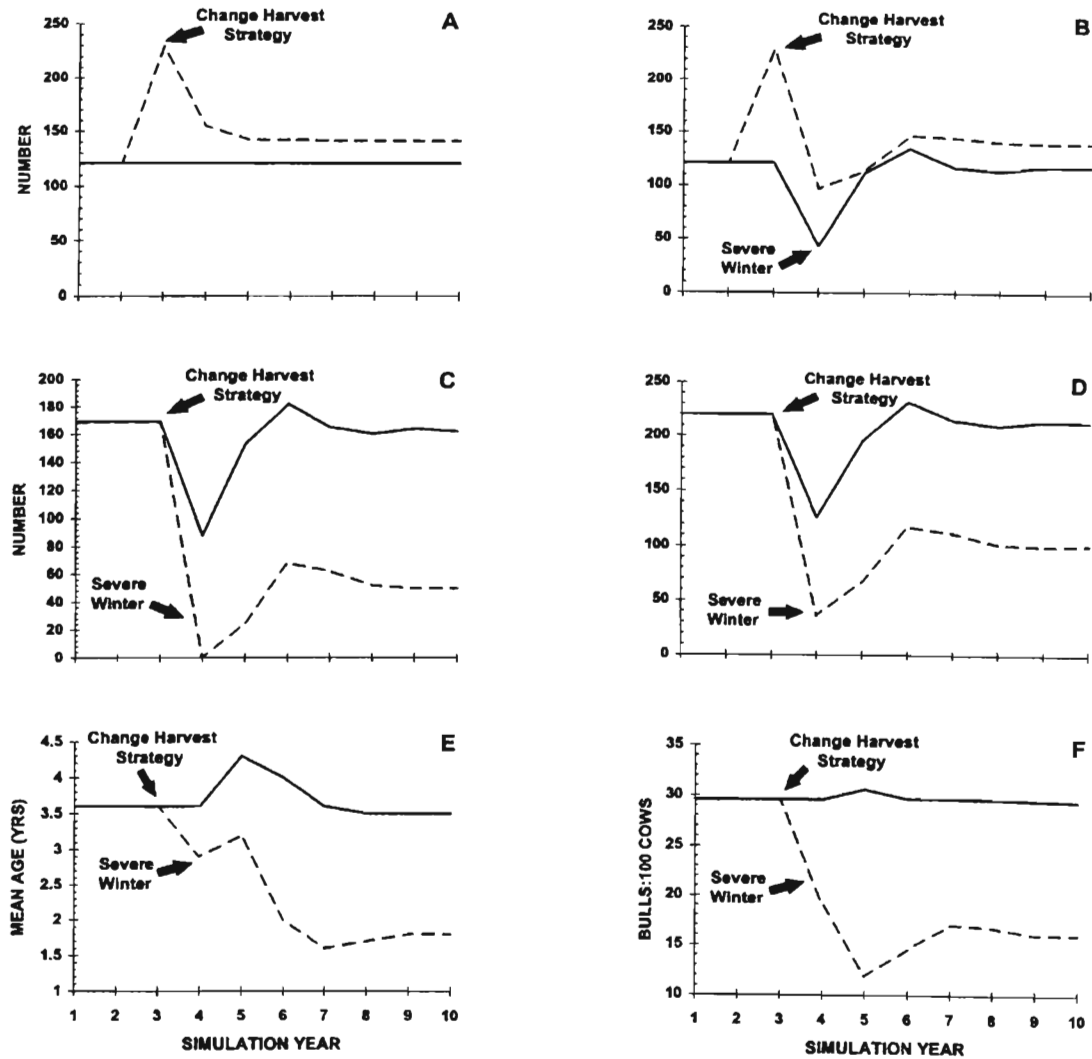 A
Change Harvest
Strategy
NUMBER
250
200
150
100
50
0
B
Change Harvest
Strategy
Severe
Winter
250
200
150
100
50
0
C
Change Harvest
Strategy
Severe
Winter
NUMBER
200
180
160
140
120
100
80
60
40
20
0
D
Change Harvest
Strategy
Severe
Winter
250
200
150
100
50
0
E
Change Harvest
Strategy
Severe
Winter
MEAN AGE (YRS)
4.5
4
3.5
3
2.5
2
1.5
1
1 2 3 4 5 6 7 8 9 10
SIMULATION YEAR
F
Change Harvest
Strategy
Severe
Winter
BULLS:100 COWS
35
30
25
20
15
10
1 2 3 4 5 6 7 8 9 10
SIMULATION YEAR